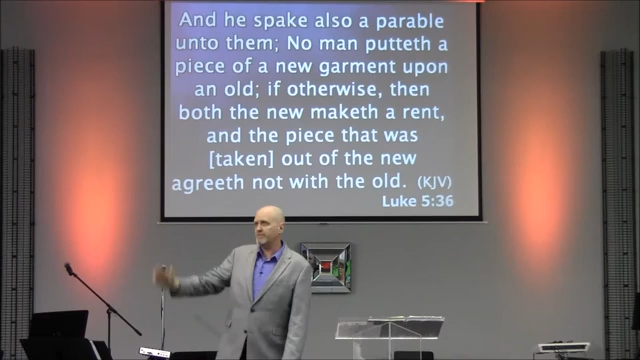 And he spake also a parable
unto them; No man putteth a
piece of a new garment upon
an old; if otherwise, then
both the new maketh a rent,
and the piece that was
[taken] out of the new
agreeth not with the old. (KJV)
Luke 5:36